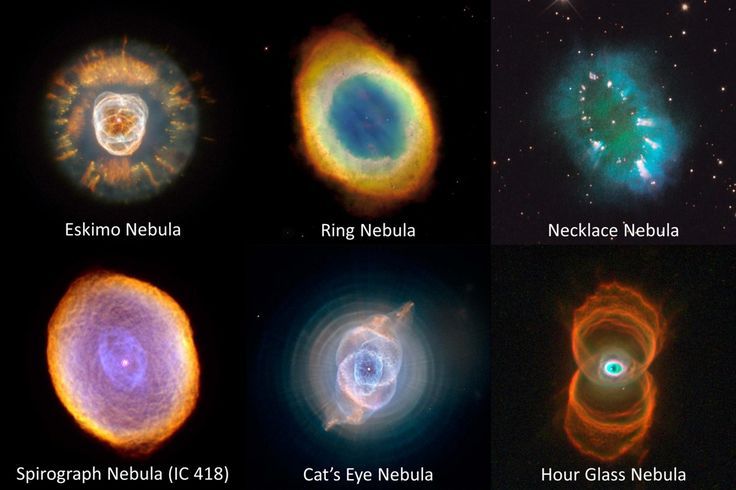 Eskimo Nebula
Ring Nebula
Necklace Nebula
Spirograph Nebula (IC 418)
Cat's Eye Nebula
Hour Glass Nebula